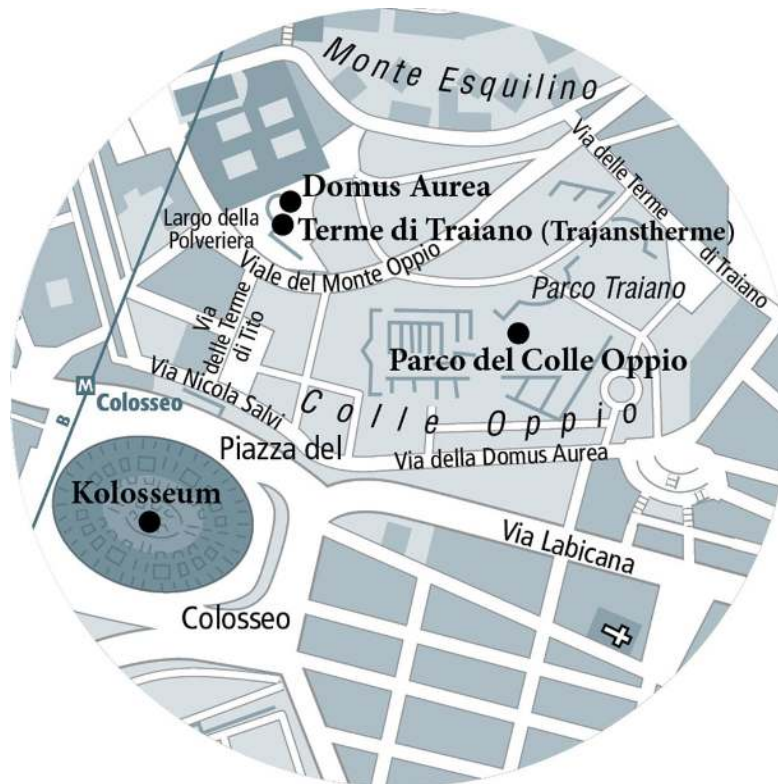 Monte Esquilino
Via delle Terme
di Traiano
Domus Aurea
Largo della
Polveriera
Terme di Traiano (Trajanstherme)
Viale del Monte Oppio
Parco Traiano
Via
delle Terme
di Tito
Parco del Colle Oppio
M Colosseo
B
Via Nicola Salvi
Colle Oppio
Piazza del
Via della Domus Aurea
Kolosseum
Via Labicana
Colosseo